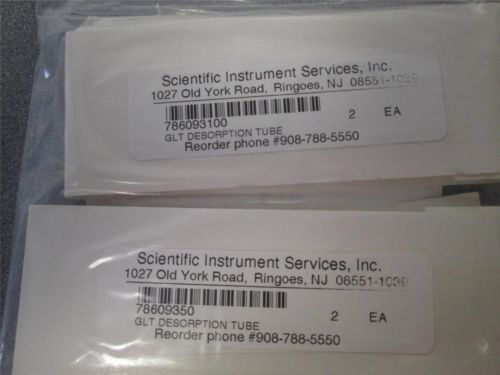 Scientific Instrument Services, Inc.
1027 Old York Road, Ringoes, NJ 08551-1039
786093100 2 EA
GLT DESORPTION TUBE
Reorder phone #908-788-5550
Scientific Instrument Services, Inc.
1027 Old York Road, Ringoes, NJ 08551-1039
78609350 2 EA
GLT DESORPTION TUBE
Reorder phone #908-788-5550